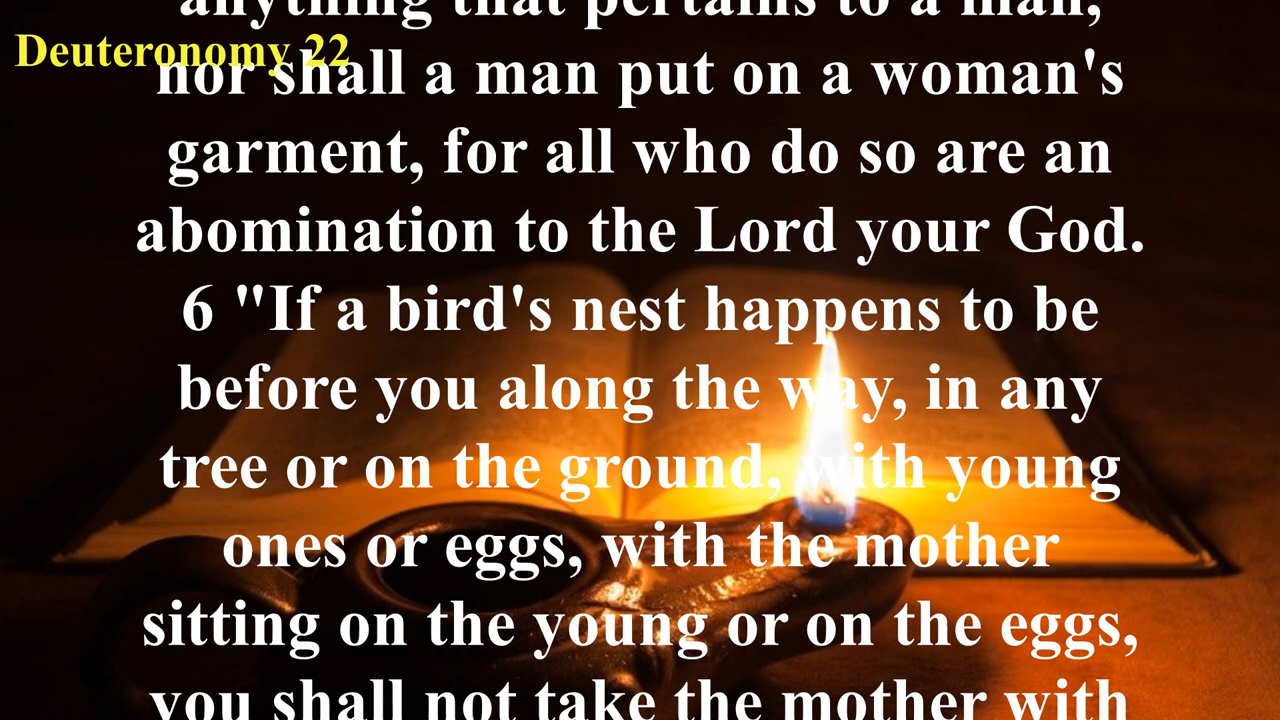 anything that pertains to a man,
Deuteronomy 22
nor shall a man put on a woman's
garment, for all who do so are an
abomination to the Lord your God.
6 "If a bird's nest happens to be
before you along the way, in any
tree or on the ground, with young
ones or eggs, with the mother
sitting on the young or on the eggs,
you shall not take the mother with